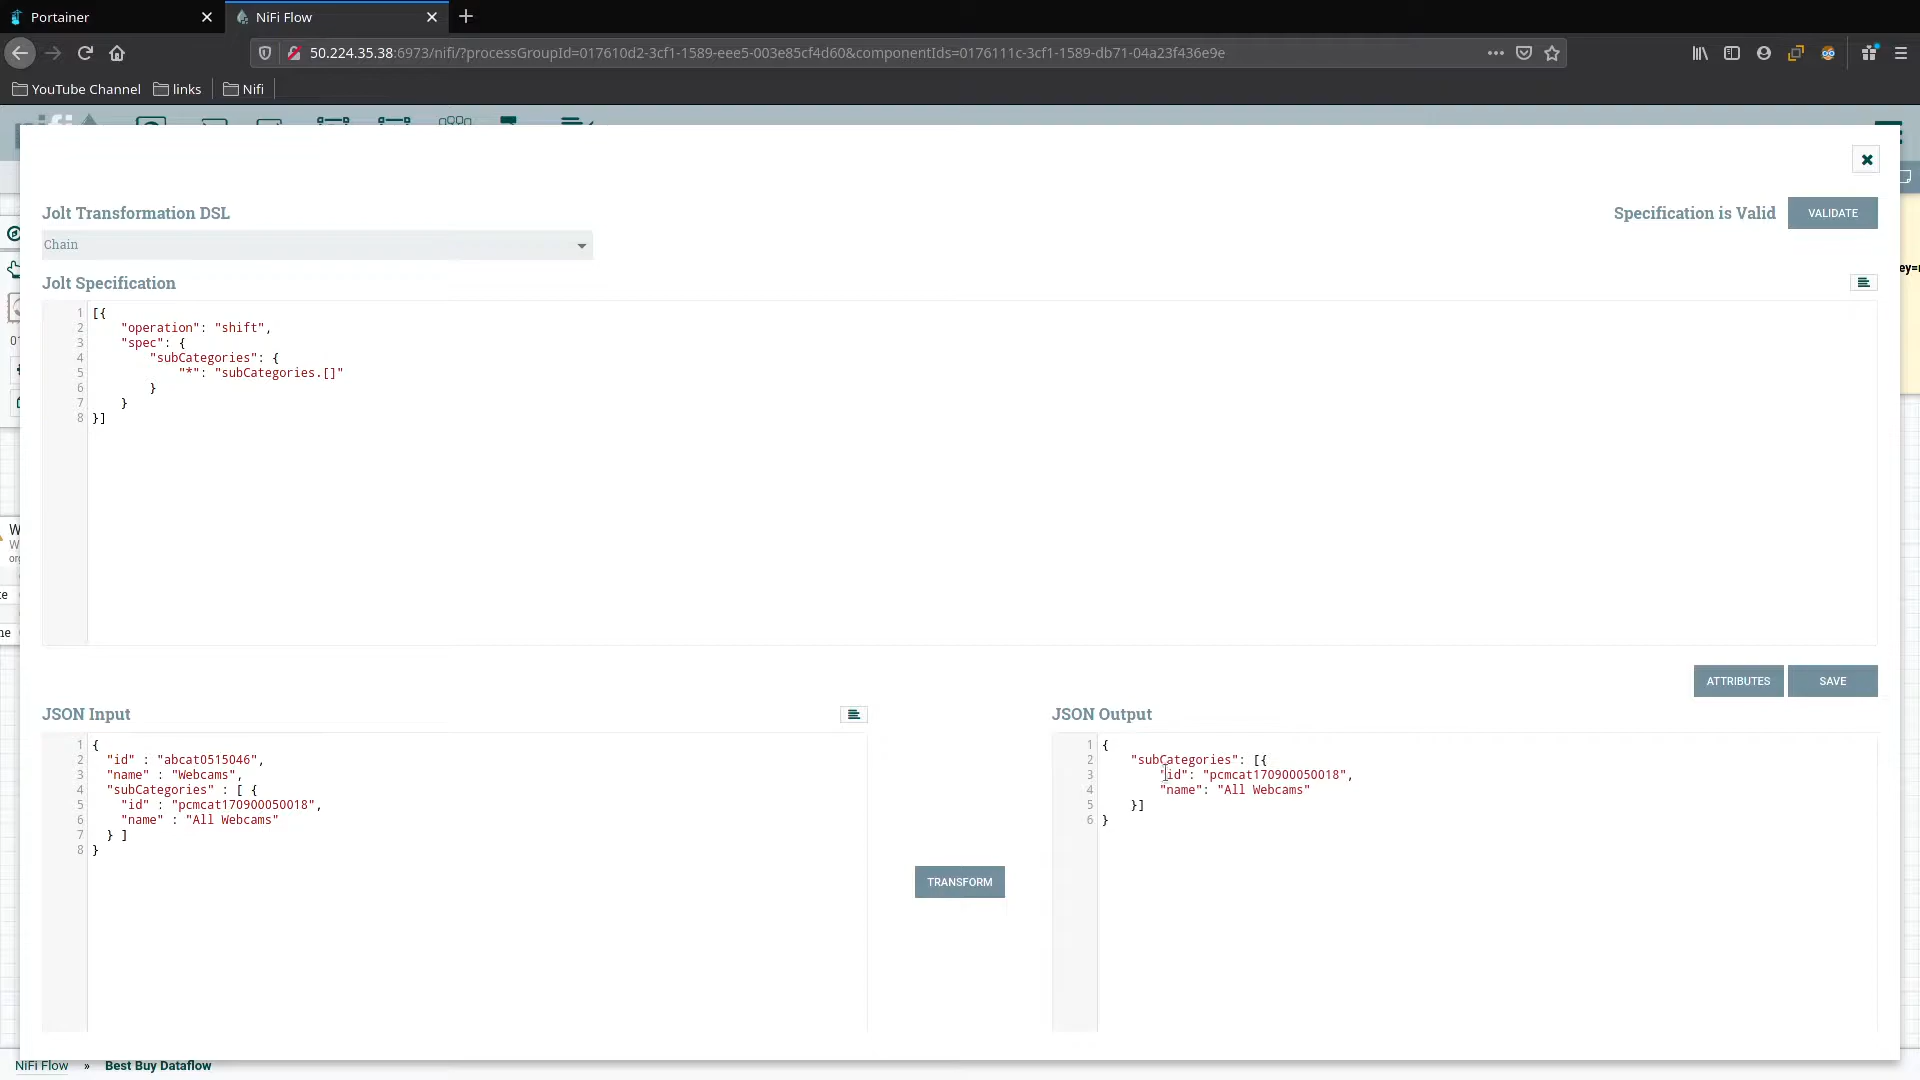 Portainer
NiFi Flow
50.224.35.38:6973/nifi/?processGroupId=017610d2-3cf1-1589-eee5-003e85cf4d60&componentIds=0176111c-3cf1-1589-db71-04a23f436e9e
YouTube Channel
links
Nifi
Jolt Transformation DSL
Specification is Valid
VALIDATE
Chain
Jolt Specification
1 [{
2 "operation": "shift",
3 "spec": {
4 "subCategories": {
5 "*": "subCategories.[]"
6 }
7 }
8 }]
ATTRIBUTES
SAVE
JSON Input
1 {
2 "id" : "abcat0515046",
3 "name" : "Webcams",
4 "subCategories" : [ {
5 "id" : "pcmcat170900050018",
6 "name" : "All Webcams"
7 } ]
8 }
TRANSFORM
JSON Output
1 {
2 "subCategories": [{
3 "id": "pcmcat170900050018",
4 "name": "All Webcams"
5 }]
6 }
NiFi Flow » Best Buy Dataflow